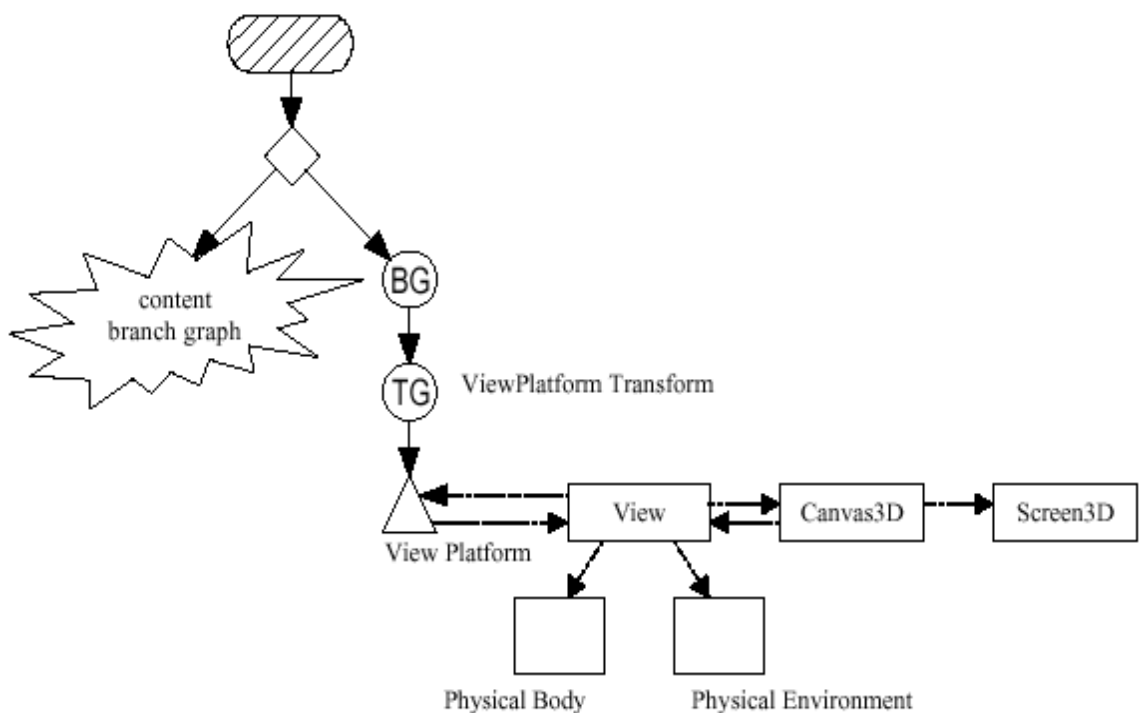 content
branch graph
BG
TG
ViewPlatform Transform
View
Canvas3D
Screen3D
View Platform
Physical Body
Physical Environment